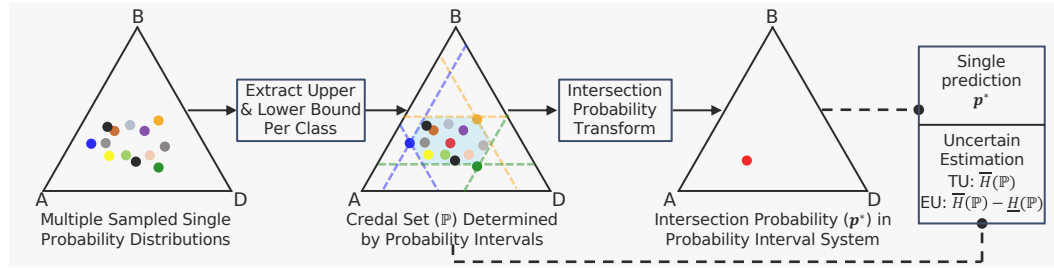 B
A
D
Multiple Sampled Single
Probability Distributions
Extract Upper
& Lower Bound
Per Class
B
A
D
Credal Set (ℙ) Determined
by Probability Intervals
Intersection
Probability
Transform
B
A
D
Intersection Probability (p*) in
Probability Interval System
Single
prediction
p*
Uncertain
Estimation
TU: H̅(ℙ)
EU: H̅(ℙ) − H̲(ℙ)